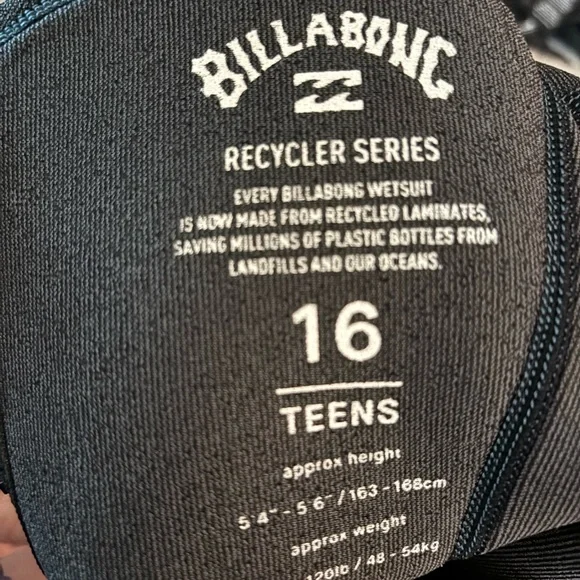 BILLABONG
RECYCLER SERIES
EVERY BILLABONG WETSUIT
IS NOW MADE FROM RECYCLED LAMINATES,
SAVING MILLIONS OF PLASTIC BOTTLES FROM
LANDFILLS AND OUR OCEANS.
16
TEENS
approx height
5'4" - 5'6" / 163 - 168cm
approx weight
120lb / 48 - 54kg